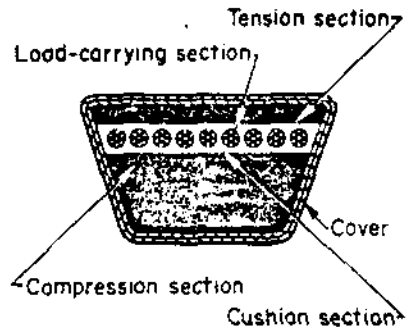 Tension section
Load-carrying section
Cover
Compression section
Cushion section